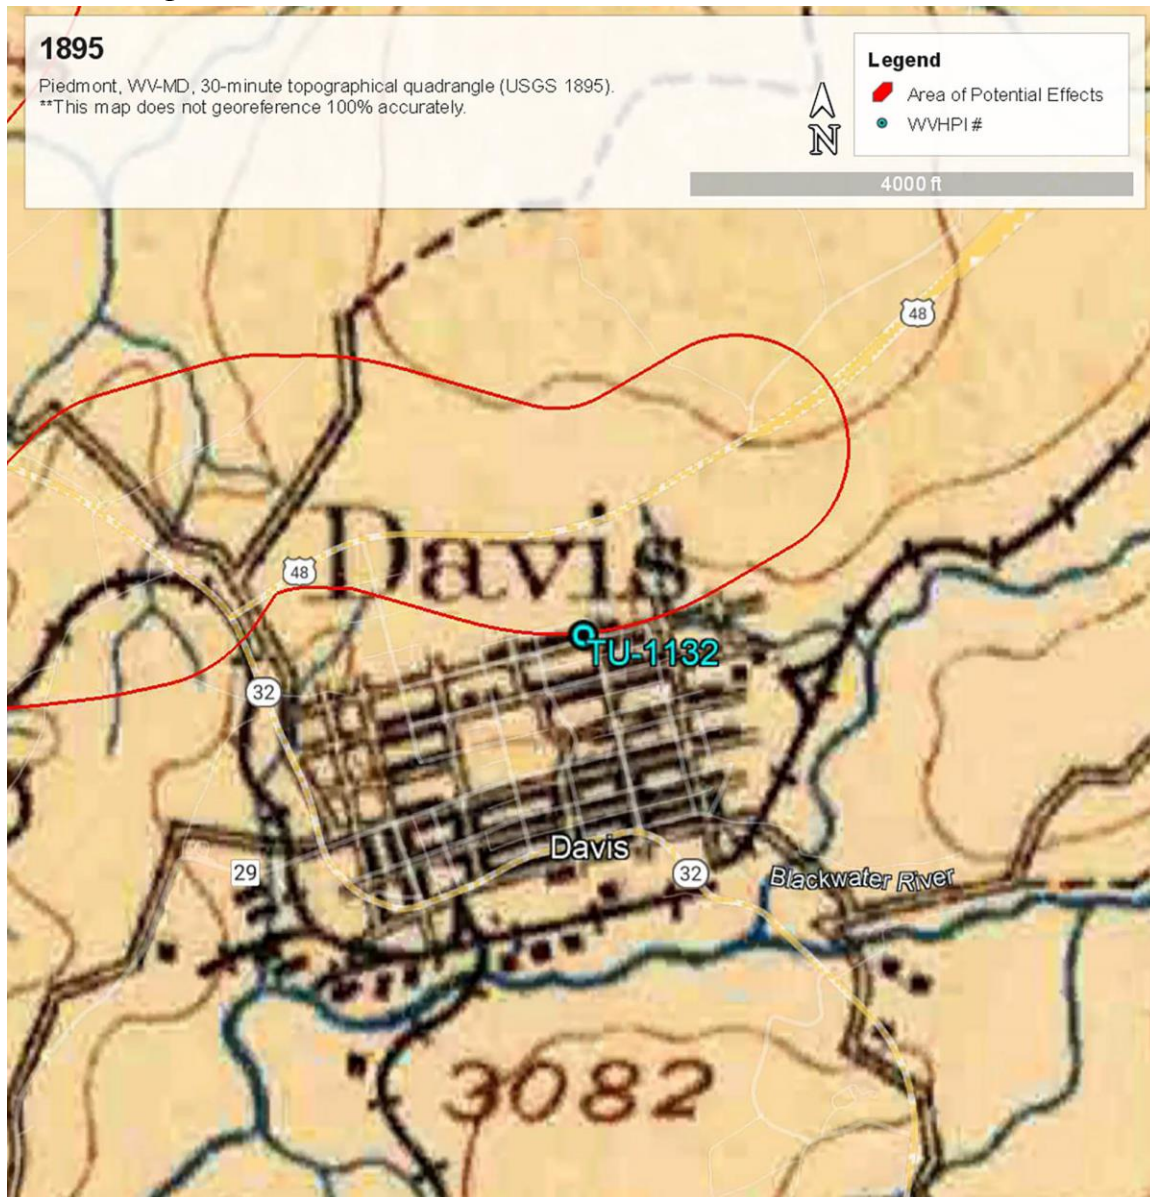 1895
Piedmont, WV-MD, 30-minute topographical quadrangle (USGS 1895).
**This map does not georeference 100% accurately.
N
Legend
Area of Potential Effects
WVHPI #
4000 ft
48
Davis
48
TU-1132
32
Davis
29
32
Blackwater River
3082